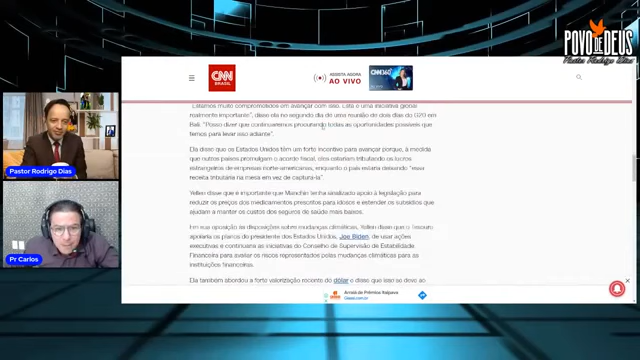 POVO DE DEUS
Pastor Rodrigo Dias
CNN
BRASIL
ASSISTA AGORA
AO VIVO
CNN360
"Estamos muito comprometidos em avançar com isso. Esta é uma iniciativa global
realmente importante", disse ela no segundo dia de uma reunião de dois dias do G20 em
Bali. "Posso dizer que continuaremos procurando todas as oportunidades possíveis que
temos para levar isso adiante".
Ela disse que os Estados Unidos têm um forte incentivo para avançar porque, à medida
que outros países promulgam o acordo fiscal, eles estariam tributando os lucros
estrangeiros de empresas norte-americanas, enquanto o país estaria deixando "essa
receita tributária na mesa em vez de capturá-la".
Yellen disse que é importante que Manchin tenha sinalizado apoio à legislação para
reduzir os preços dos medicamentos prescritos para idosos e estender os subsídios que
ajudam a manter os custos dos seguros de saúde mais baixos.
Em sua oposição às disposições sobre mudanças climáticas, Yellen disse que o Tesouro
apoiaria os planos do presidente dos Estados Unidos, Joe Biden, de usar ações
executivas e continuaria as iniciativas do Conselho de Supervisão de Estabilidade
Financeira para avaliar os riscos representados pelas mudanças climáticas para as
instituições financeiras.
Ela também abordou a forte valorização recente do dólar e disse que isso se deve ao
Pastor Rodrigo Dias
Pr Carlos
Arraiá de Prêmios Itaipava